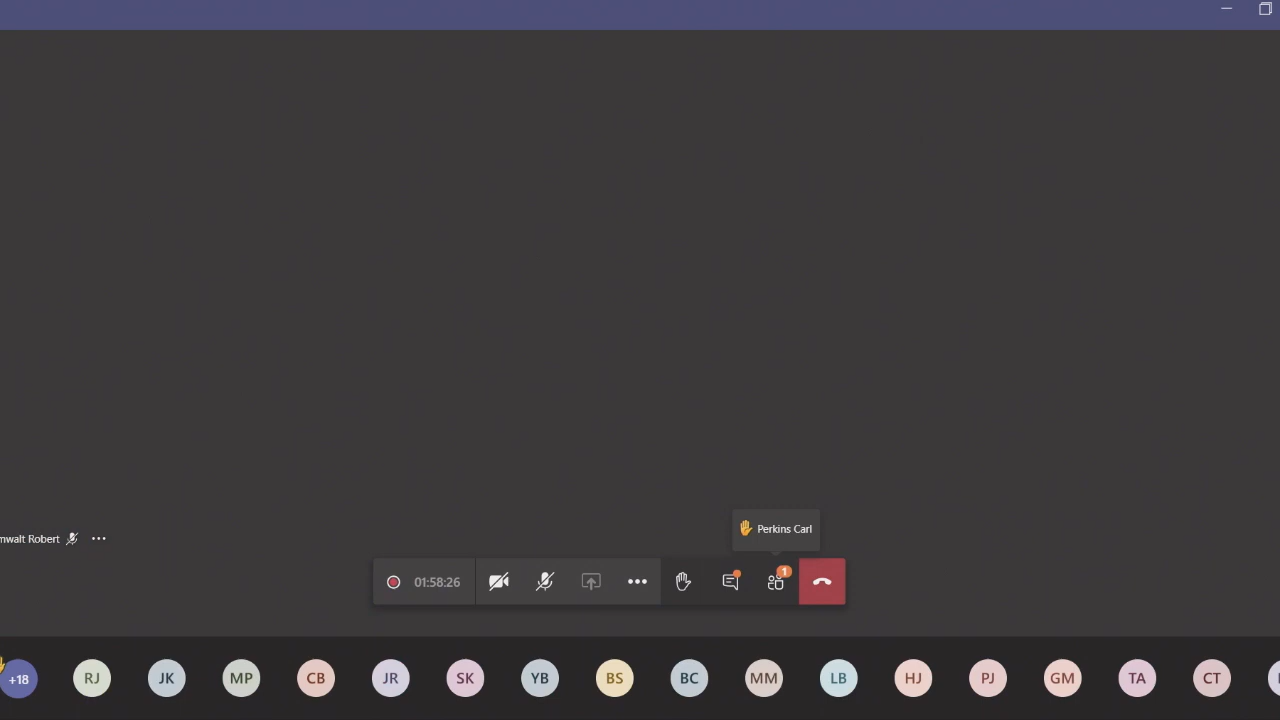 Perkins Carl
mwalt Robert
01:58:26
1
+18 RJ JK MP CB JR SK YB BS BC MM LB HJ PJ GM TA CT